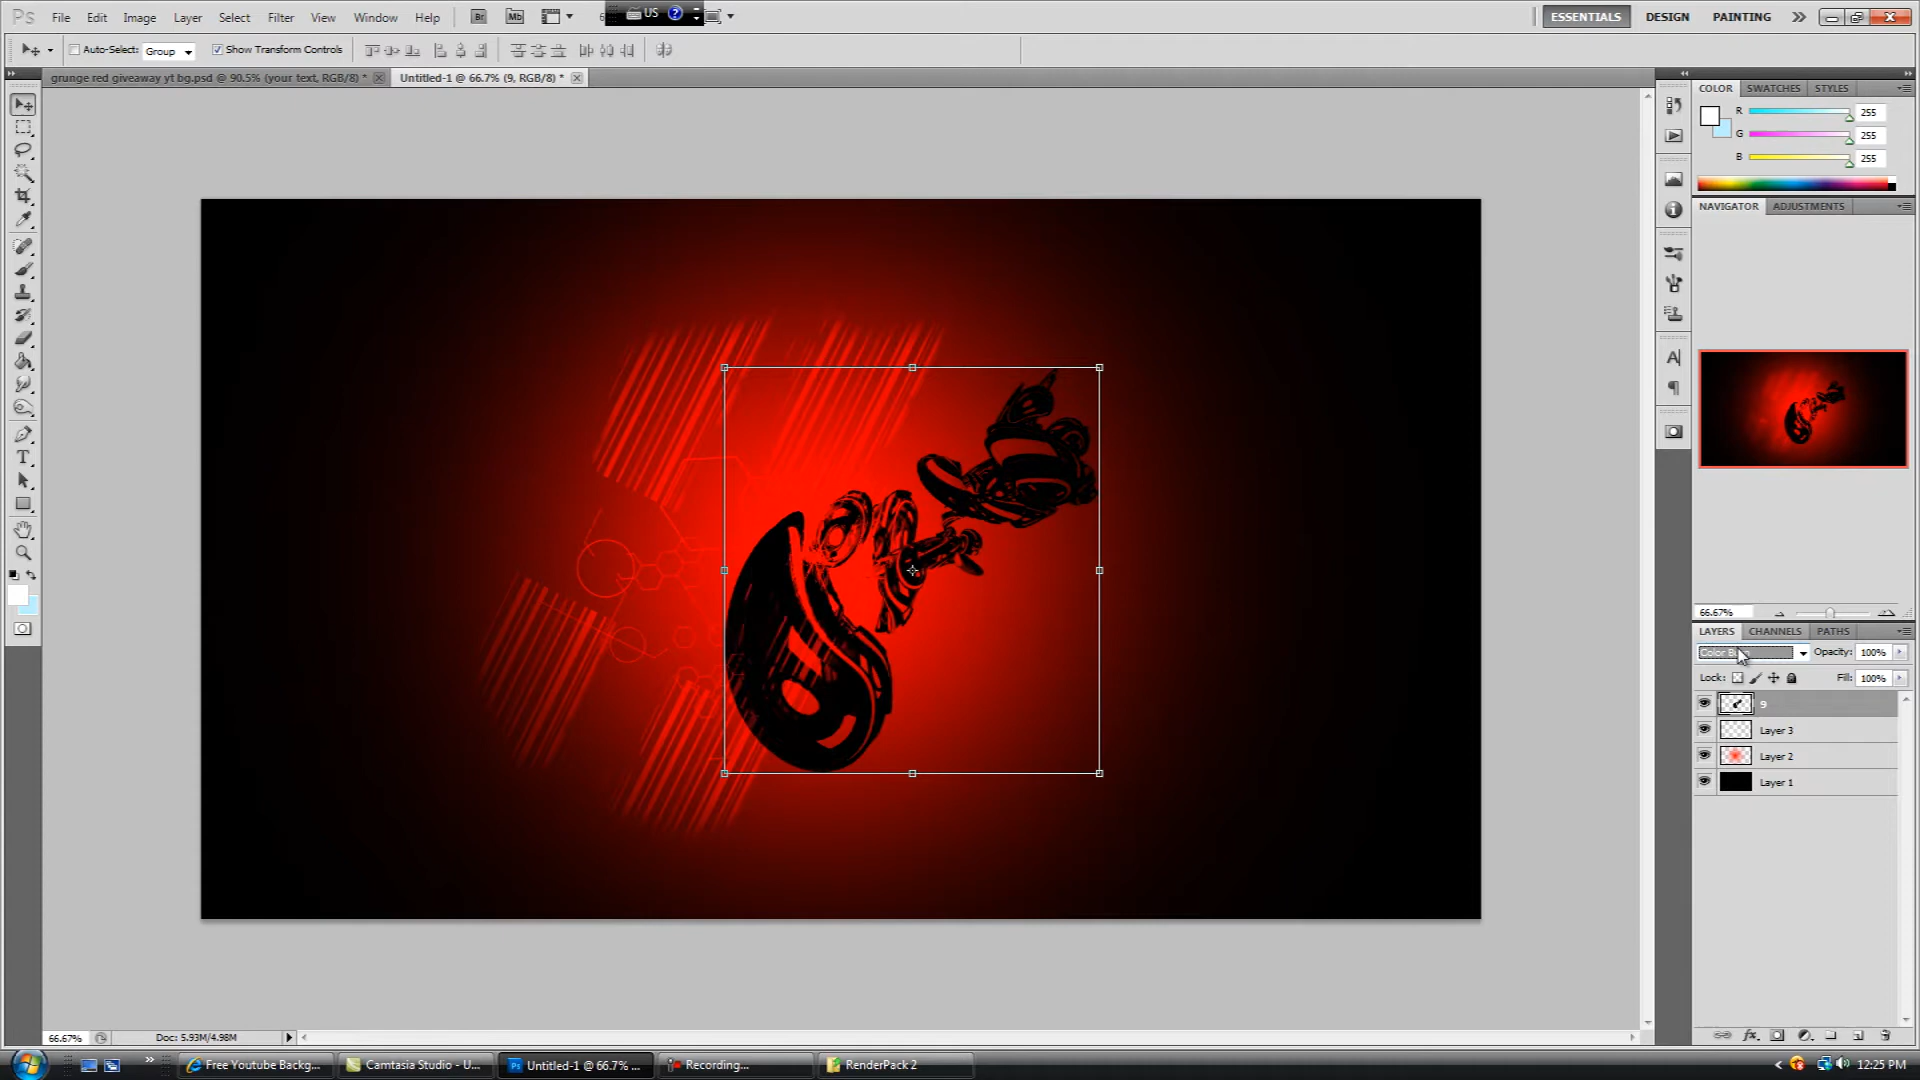 Ps File Edit Image Layer Select Filter View Window Help Br Mb US ? ESSENTIALS DESIGN PAINTING
Auto-Select: Group Show Transform Controls
grunge red giveaway yt bg.psd @ 90.5% (your text, RGB/8) * Untitled-1 @ 66.7% (9, RGB/8) *
COLOR SWATCHES STYLES
R 255
G 255
B 255
NAVIGATOR ADJUSTMENTS
66.67%
LAYERS CHANNELS PATHS
Color Opacity: 100%
Lock: Fill: 100%
9
Layer 3
Layer 2
Layer 1
66.67% Doc: 5.93M/4.98M
Free Youtube Backg... Camtasia Studio - U... Ps Untitled-1 @ 66.7% ... Recording... RenderPack 2 12:25 PM